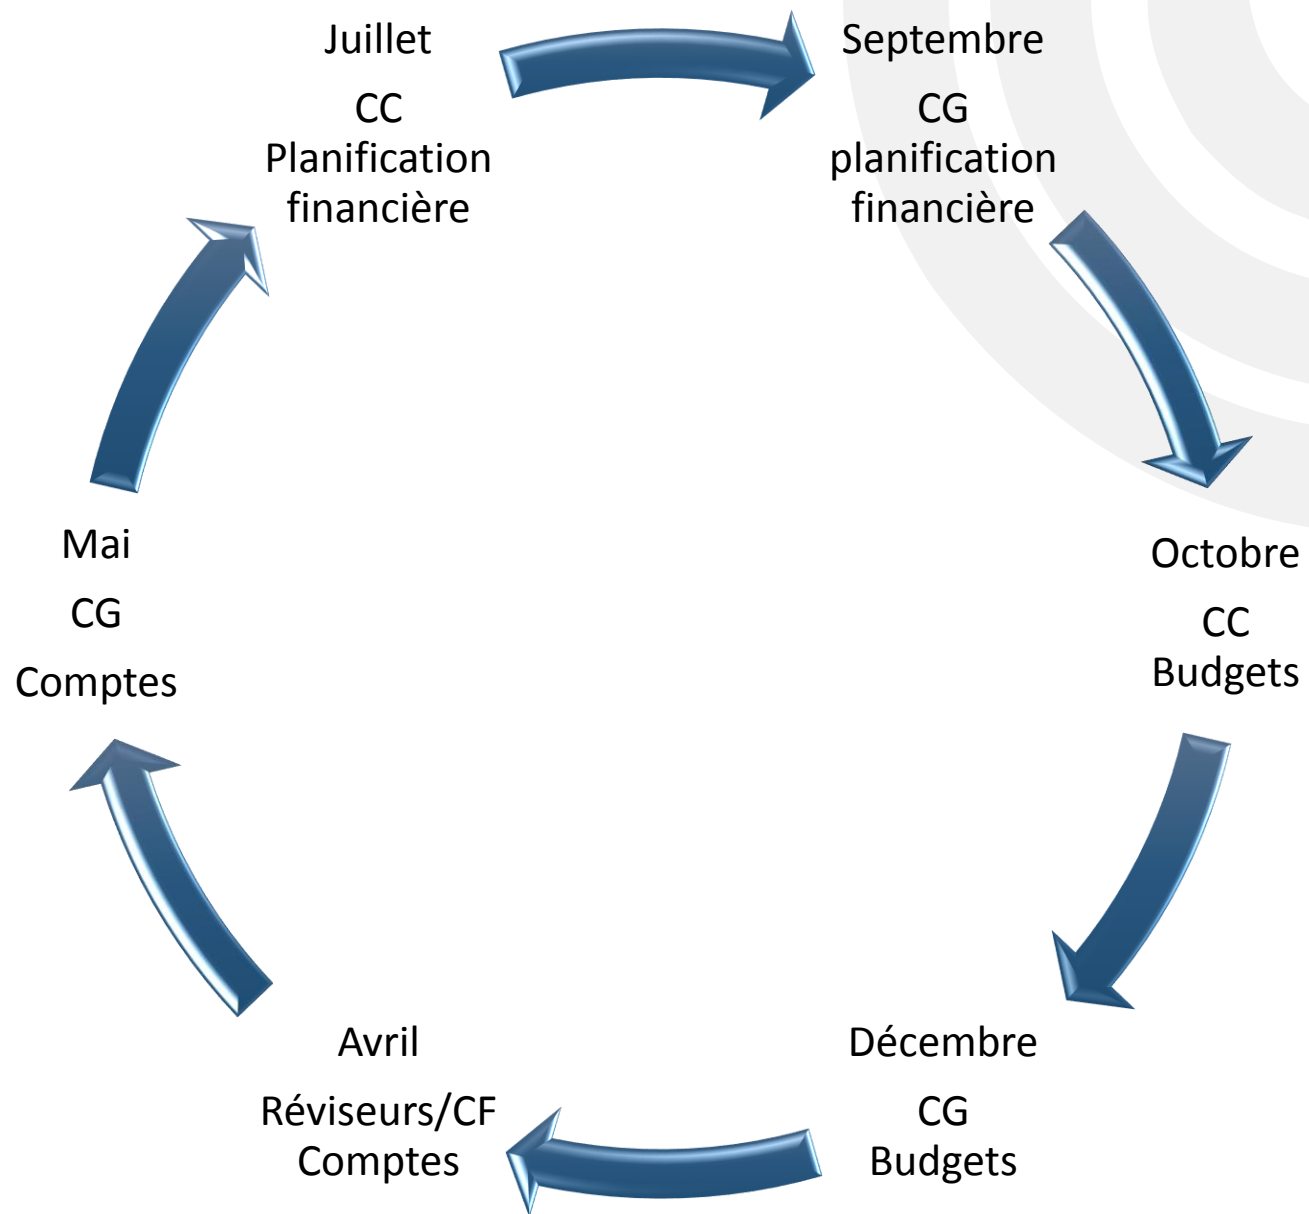 Juillet
CC
Planification
financière
Septembre
CG
planification
financière
Octobre
CC
Budgets
Décembre
CG
Budgets
Avril
Réviseurs/CF
Comptes
Mai
CG
Comptes